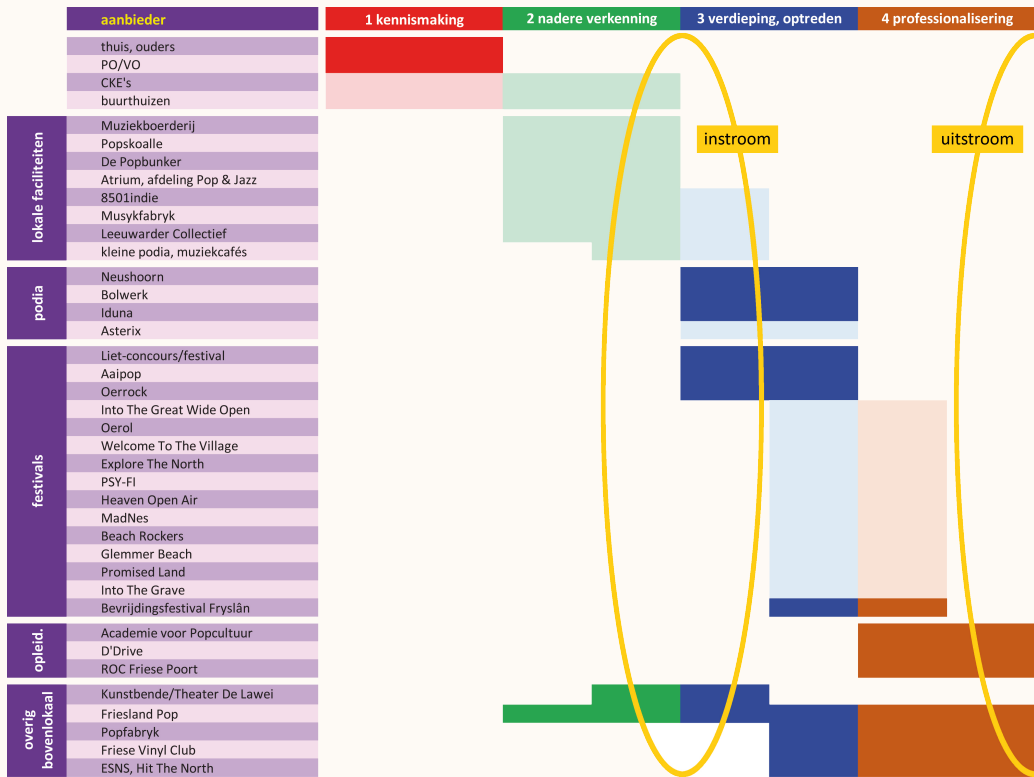 aanbieder
1 kennismaking
2 nadere verkenning
3 verdieping, optreden
4 professionalisering
thuis, ouders
PO/VO
CKE's
buurthuizen
lokale faciliteiten
Muziekboerderij
Popskoalle
De Popbunker
Atrium, afdeling Pop & Jazz
8501indie
Musykfabryk
Leeuwarder Collectief
kleine podia, muziekcafés
instroom
uitstroom
podia
Neushoorn
Bolwerk
Iduna
Asterix
festivals
Liet-concours/festival
Aaipop
Oerrock
Into The Great Wide Open
Oerol
Welcome To The Village
Explore The North
PSY-FI
Heaven Open Air
MadNes
Beach Rockers
Glemmer Beach
Promised Land
Into The Grave
Bevrijdingsfestival Fryslân
opleid.
Academie voor Popcultuur
D'Drive
ROC Friese Poort
overig
bovenlokaal
Kunstbende/Theater De Lawei
Friesland Pop
Popfabryk
Friese Vinyl Club
ESNS, Hit The North